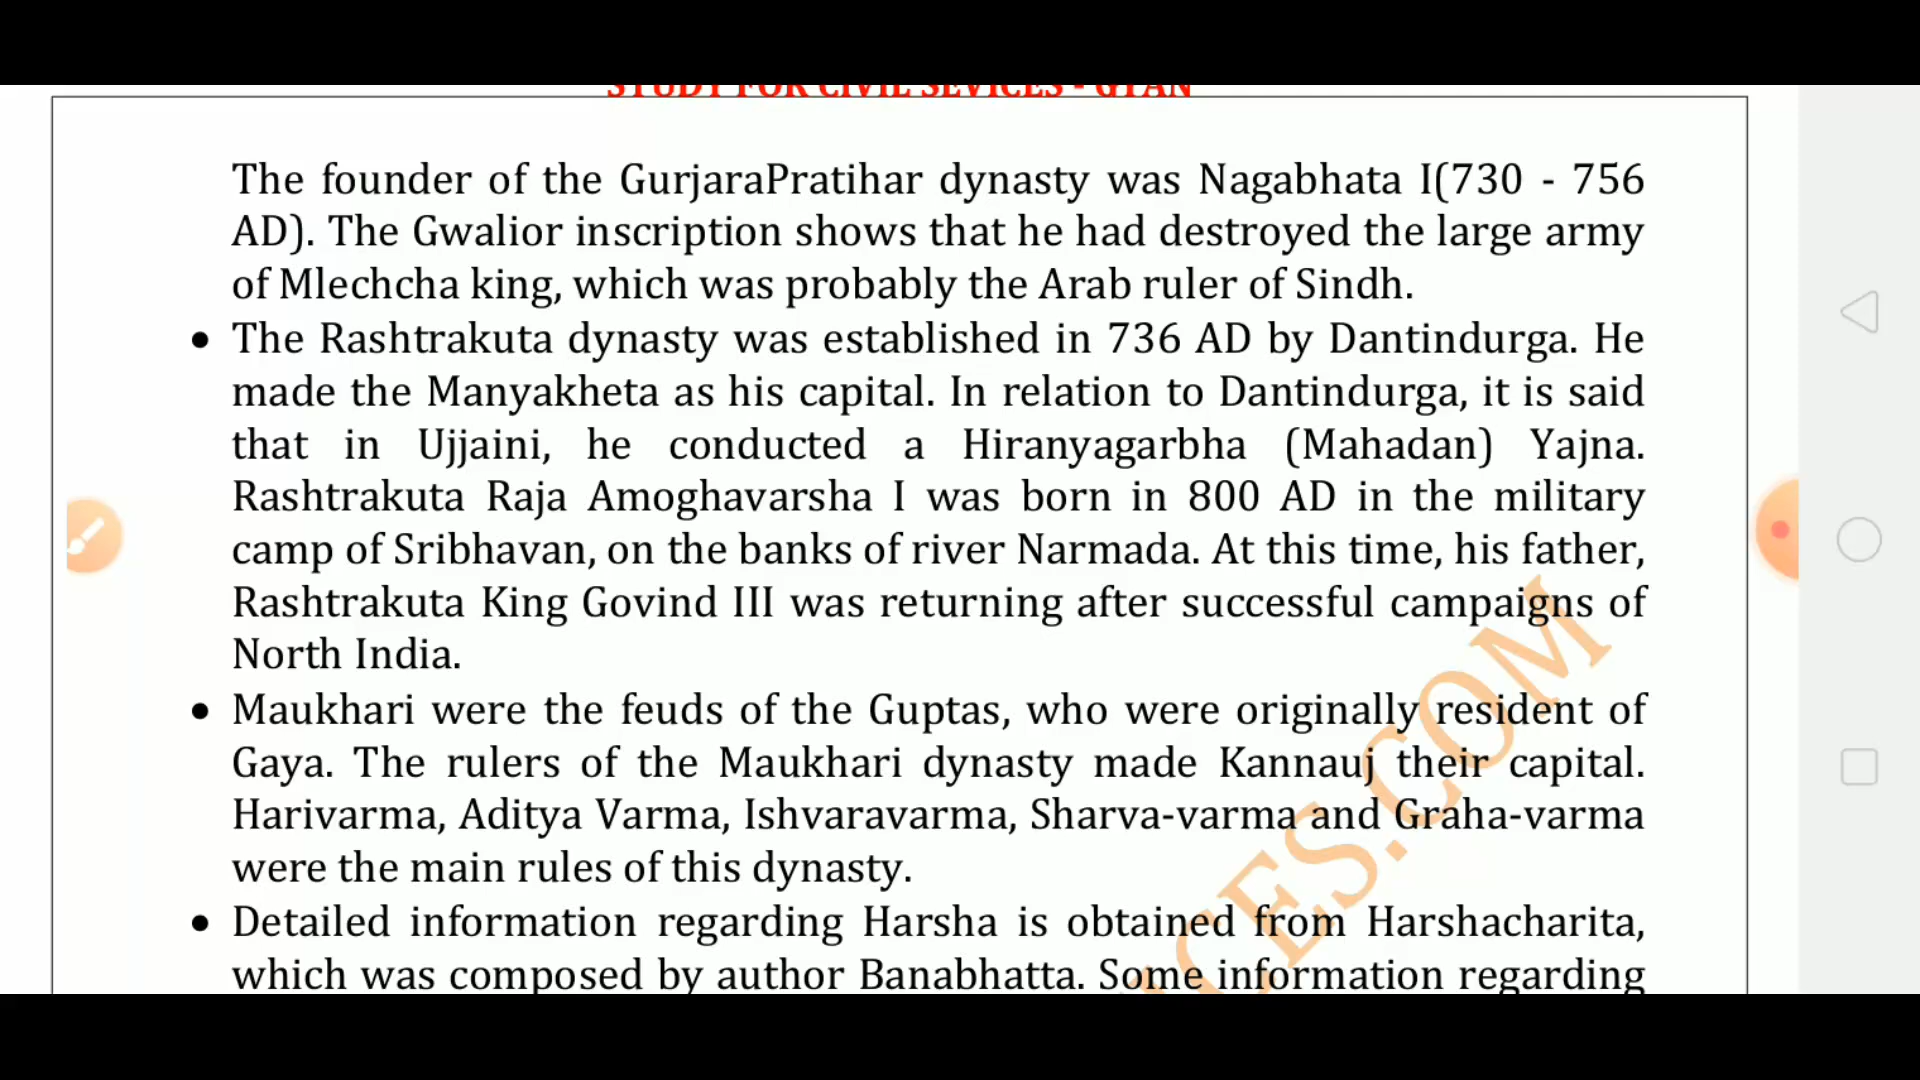 STUDY FOR CIVIL SEVICES - GYAN
The founder of the GurjaraPratihar dynasty was Nagabhata I(730 - 756
AD). The Gwalior inscription shows that he had destroyed the large army
of Mlechcha king, which was probably the Arab ruler of Sindh.
• The Rashtrakuta dynasty was established in 736 AD by Dantindurga. He
made the Manyakheta as his capital. In relation to Dantindurga, it is said
that in Ujjaini, he conducted a Hiranyagarbha (Mahadan) Yajna.
Rashtrakuta Raja Amoghavarsha I was born in 800 AD in the military
camp of Sribhavan, on the banks of river Narmada. At this time, his father,
Rashtrakuta King Govind III was returning after successful campaigns of
North India.
• Maukhari were the feuds of the Guptas, who were originally resident of
Gaya. The rulers of the Maukhari dynasty made Kannauj their capital.
Harivarma, Aditya Varma, Ishvaravarma, Sharva-varma and Graha-varma
were the main rules of this dynasty.
• Detailed information regarding Harsha is obtained from Harshacharita,
which was composed by author Banabhatta. Some information regarding
ICES.COM